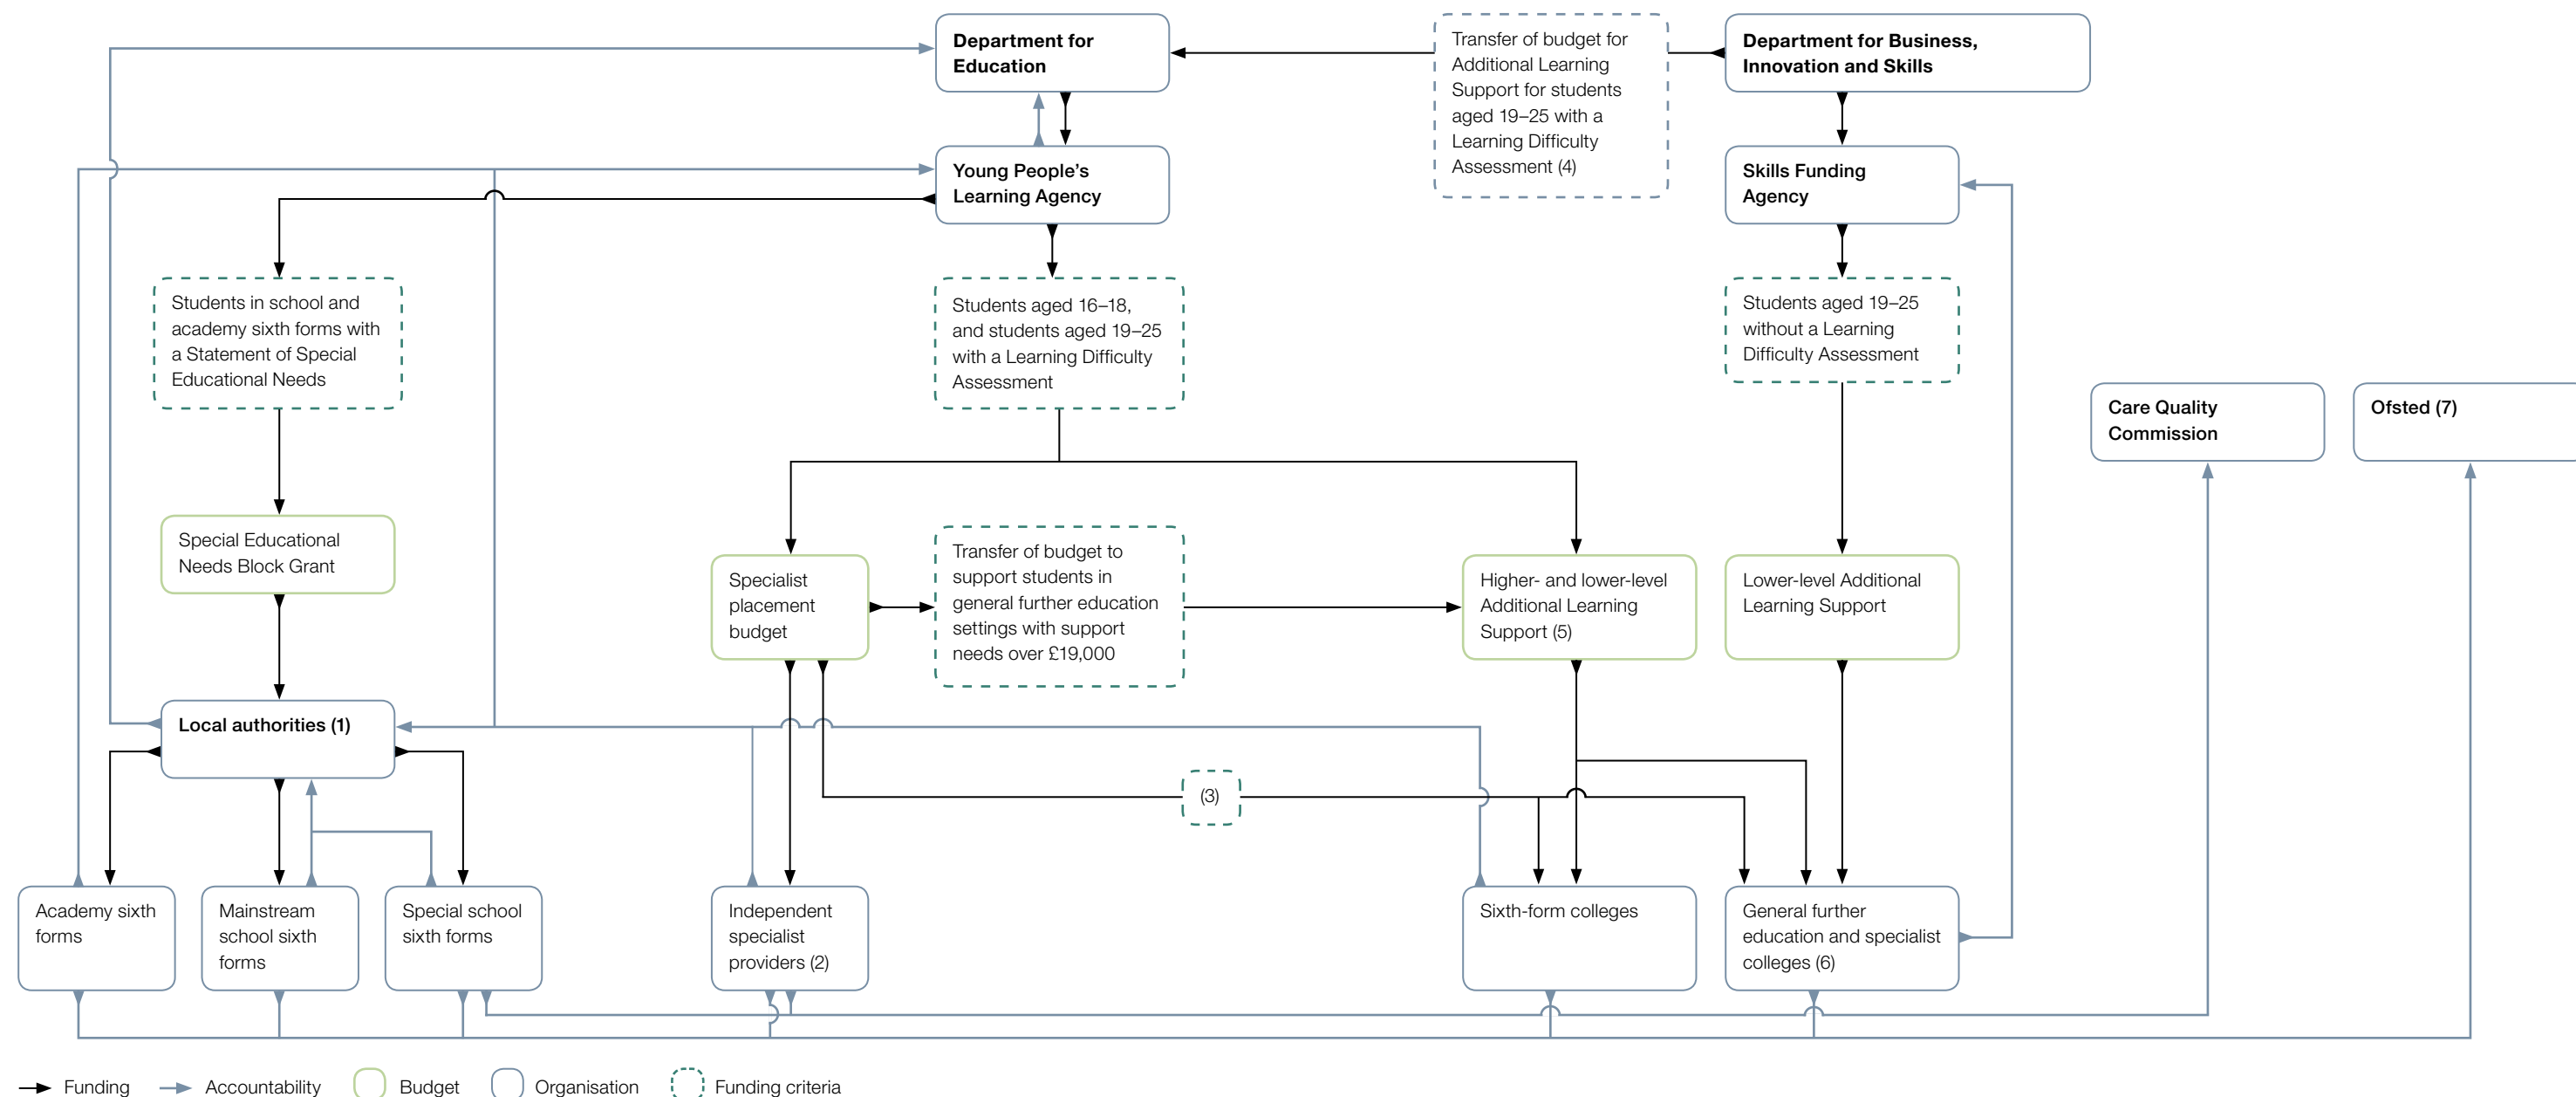 Department for
Education
Transfer of budget for
Additional Learning
Support for students
aged 19–25 with a
Learning Difficulty
Assessment (4)
Department for Business,
Innovation and Skills
Young People’s
Learning Agency
Skills Funding
Agency
Students in school and
academy sixth forms with
a Statement of Special
Educational Needs
Students aged 16–18,
and students aged 19–25
with a Learning Difficulty
Assessment
Students aged 19–25
without a Learning
Difficulty Assessment
Care Quality
Commission
Ofsted (7)
Special Educational
Needs Block Grant
Specialist
placement
budget
Transfer of budget to
support students in
general further education
settings with support
needs over £19,000
Higher- and lower-level
Additional Learning
Support (5)
Lower-level Additional
Learning Support
Local authorities (1)
(3)
Academy sixth
forms
Mainstream
school sixth
forms
Special school
sixth forms
Independent
specialist
providers (2)
Sixth-form colleges
General further
education and specialist
colleges (6)
Funding
Accountability
Budget
Organisation
Funding criteria